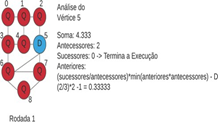 0 1 2
Q Q Q
3 4 5
Q Q D
6 7
Q Q
Q
8
Rodada 1
Análise do
Vértice 5
Soma: 4.333
Antecessores: 2
Sucessores: 0 -> Termina a Execução
Anteriores:
(sucessores/antecessores)*min(anteriores*antecessores) - D
(2/3)*2 -1 = 0.33333